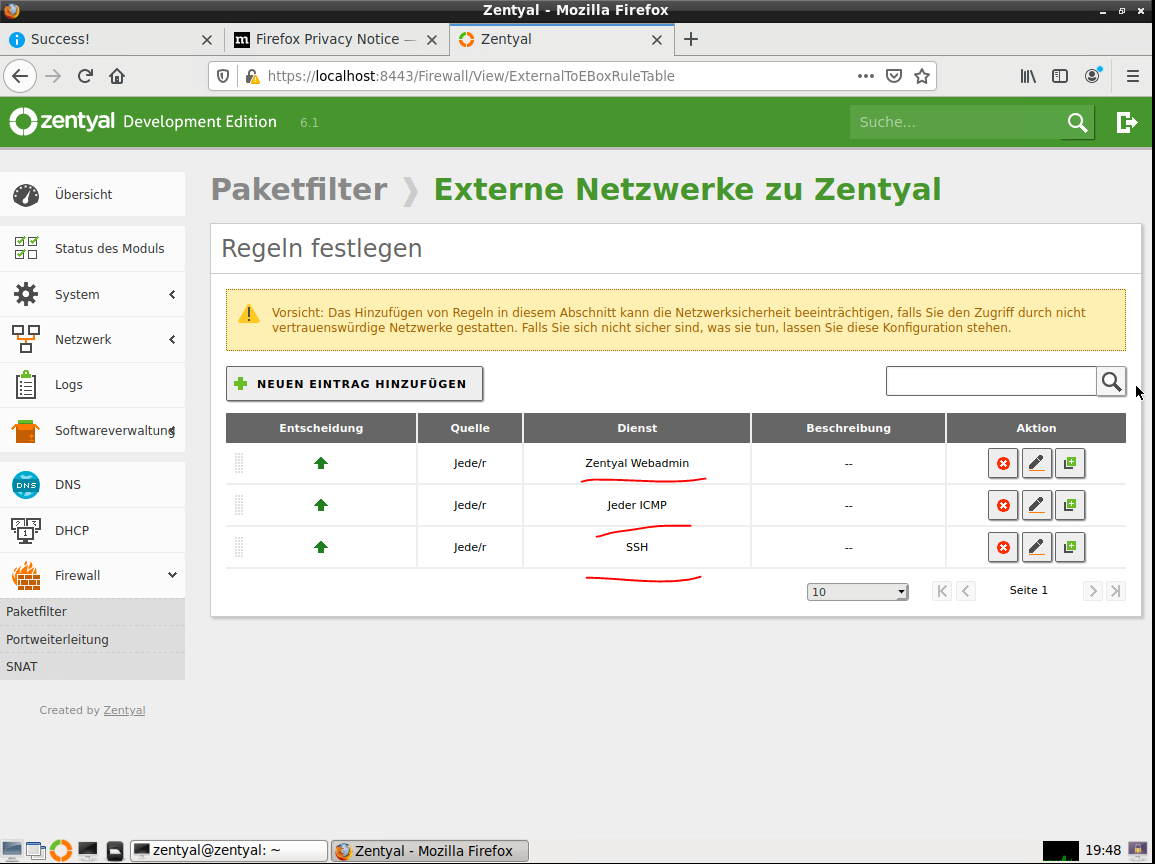 Zentyal - Mozilla Firefox
Success!
Firefox Privacy Notice —
Zentyal
https://localhost:8443/Firewall/View/ExternalToEBoxRuleTable
zentyal Development Edition 6.1
Suche...
Übersicht
Status des Moduls
System
Netzwerk
Logs
Softwareverwaltung
DNS
DNS
DHCP
Firewall
Paketfilter
Portweiterleitung
SNAT
Created by Zentyal
Paketfilter ❯ Externe Netzwerke zu Zentyal
Regeln festlegen
Vorsicht: Das Hinzufügen von Regeln in diesem Abschnitt kann die Netzwerksicherheit beeinträchtigen, falls Sie den Zugriff durch nicht
vertrauenswürdige Netzwerke gestatten. Falls Sie sich nicht sicher sind, was sie tun, lassen Sie diese Konfiguration stehen.
NEUEN EINTRAG HINZUFÜGEN
Entscheidung Quelle Dienst Beschreibung Aktion
Jede/r Zentyal Webadmin --
Jede/r Jeder ICMP --
Jede/r SSH --
10 Seite 1
zentyal@zentyal: ~
Zentyal - Mozilla Firefox
19:48